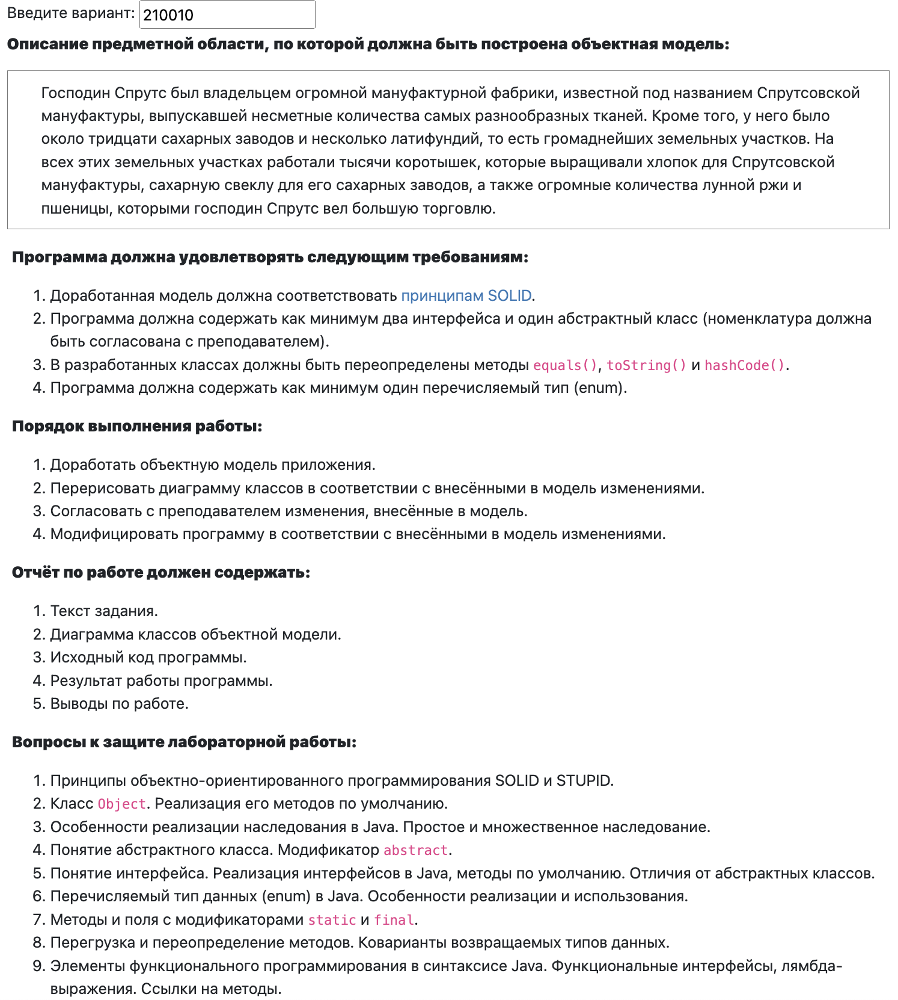 Введите вариант: 210010
Описание предметной области, по которой должна быть построена объектная модель:
Господин Спрутс был владельцем огромной мануфактурной фабрики, известной под названием Спрутсовской
мануфактуры, выпускавшей несметные количества самых разнообразных тканей. Кроме того, у него было
около тридцати сахарных заводов и несколько латифундий, то есть громаднейших земельных участков. На
всех этих земельных участках работали тысячи коротышек, которые выращивали хлопок для Спрутсовской
мануфактуры, сахарную свеклу для его сахарных заводов, а также огромные количества лунной ржи и
пшеницы, которыми господин Спрутс вел большую торговлю.
Программа должна удовлетворять следующим требованиям:
1. Доработанная модель должна соответствовать принципам SOLID.
2. Программа должна содержать как минимум два интерфейса и один абстрактный класс (номенклатура должна
быть согласована с преподавателем).
3. В разработанных классах должны быть переопределены методы equals(), toString() и hashCode().
4. Программа должна содержать как минимум один перечисляемый тип (enum).
Порядок выполнения работы:
1. Доработать объектную модель приложения.
2. Перерисовать диаграмму классов в соответствии с внесёнными в модель изменениями.
3. Согласовать с преподавателем изменения, внесённые в модель.
4. Модифицировать программу в соответствии с внесёнными в модель изменениями.
Отчёт по работе должен содержать:
1. Текст задания.
2. Диаграмма классов объектной модели.
3. Исходный код программы.
4. Результат работы программы.
5. Выводы по работе.
Вопросы к защите лабораторной работы:
1. Принципы объектно-ориентированного программирования SOLID и STUPID.
2. Класс Object. Реализация его методов по умолчанию.
3. Особенности реализации наследования в Java. Простое и множественное наследование.
4. Понятие абстрактного класса. Модификатор abstract.
5. Понятие интерфейса. Реализация интерфейсов в Java, методы по умолчанию. Отличия от абстрактных классов.
6. Перечисляемый тип данных (enum) в Java. Особенности реализации и использования.
7. Методы и поля с модификаторами static и final.
8. Перегрузка и переопределение методов. Коварианты возвращаемых типов данных.
9. Элементы функционального программирования в синтаксисе Java. Функциональные интерфейсы, лямбда-
выражения. Ссылки на методы.